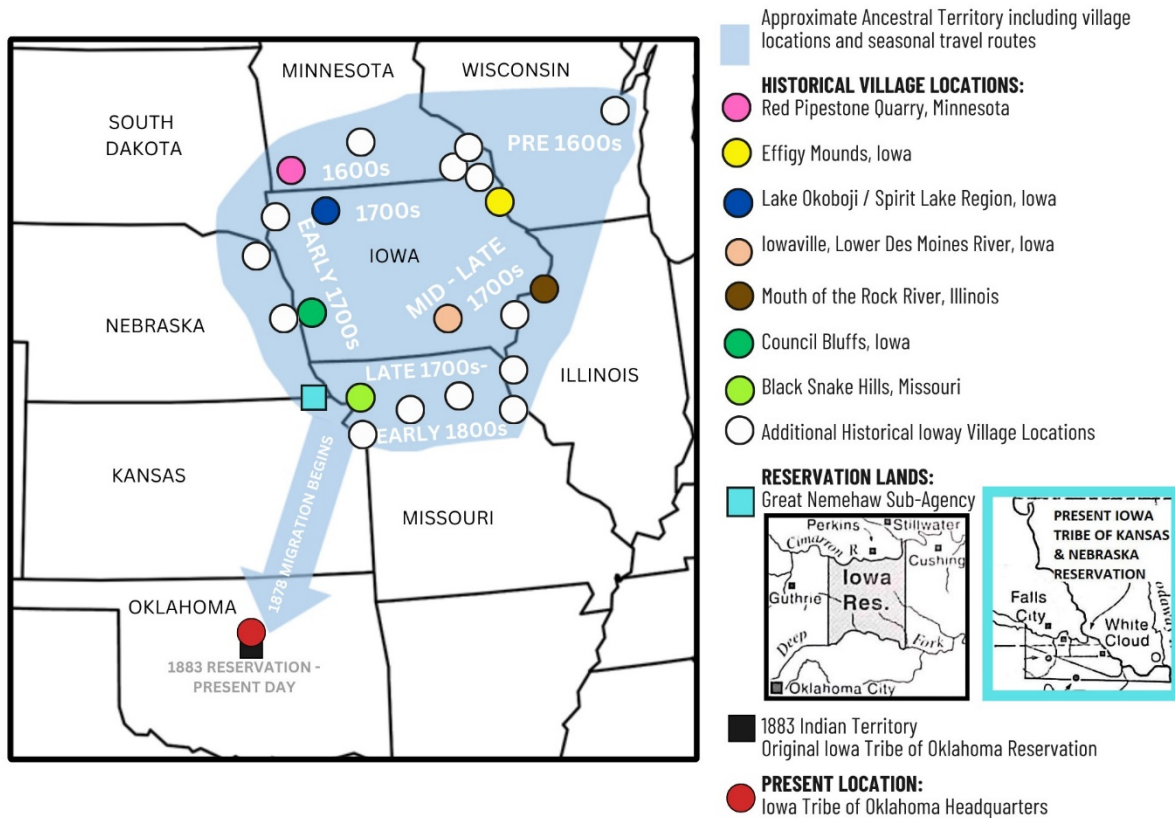 MINNESOTA
WISCONSIN
SOUTH
DAKOTA
PRE 1600s
1600s
1700s
EARLY 1700s
IOWA
MID - LATE
1700s
NEBRASKA
LATE 1700s-
EARLY 1800s
ILLINOIS
KANSAS
MISSOURI
1878 MIGRATION BEGINS
OKLAHOMA
1883 RESERVATION -
PRESENT DAY
Approximate Ancestral Territory including village
locations and seasonal travel routes
HISTORICAL VILLAGE LOCATIONS:
Red Pipestone Quarry, Minnesota
Effigy Mounds, Iowa
Lake Okoboji / Spirit Lake Region, Iowa
Iowaville, Lower Des Moines River, Iowa
Mouth of the Rock River, Illinois
Council Bluffs, Iowa
Black Snake Hills, Missouri
Additional Historical Ioway Village Locations
RESERVATION LANDS:
Great Nemehaw Sub-Agency
Perkins
Stillwater
Cimarron R
Cushing
Iowa
Res.
Guthrie
Deep
Fork
Oklahoma City
PRESENT IOWA
TRIBE OF KANSAS
& NEBRASKA
RESERVATION
Falls
City
White
Cloud
1883 Indian Territory
Original Iowa Tribe of Oklahoma Reservation
PRESENT LOCATION:
Iowa Tribe of Oklahoma Headquarters